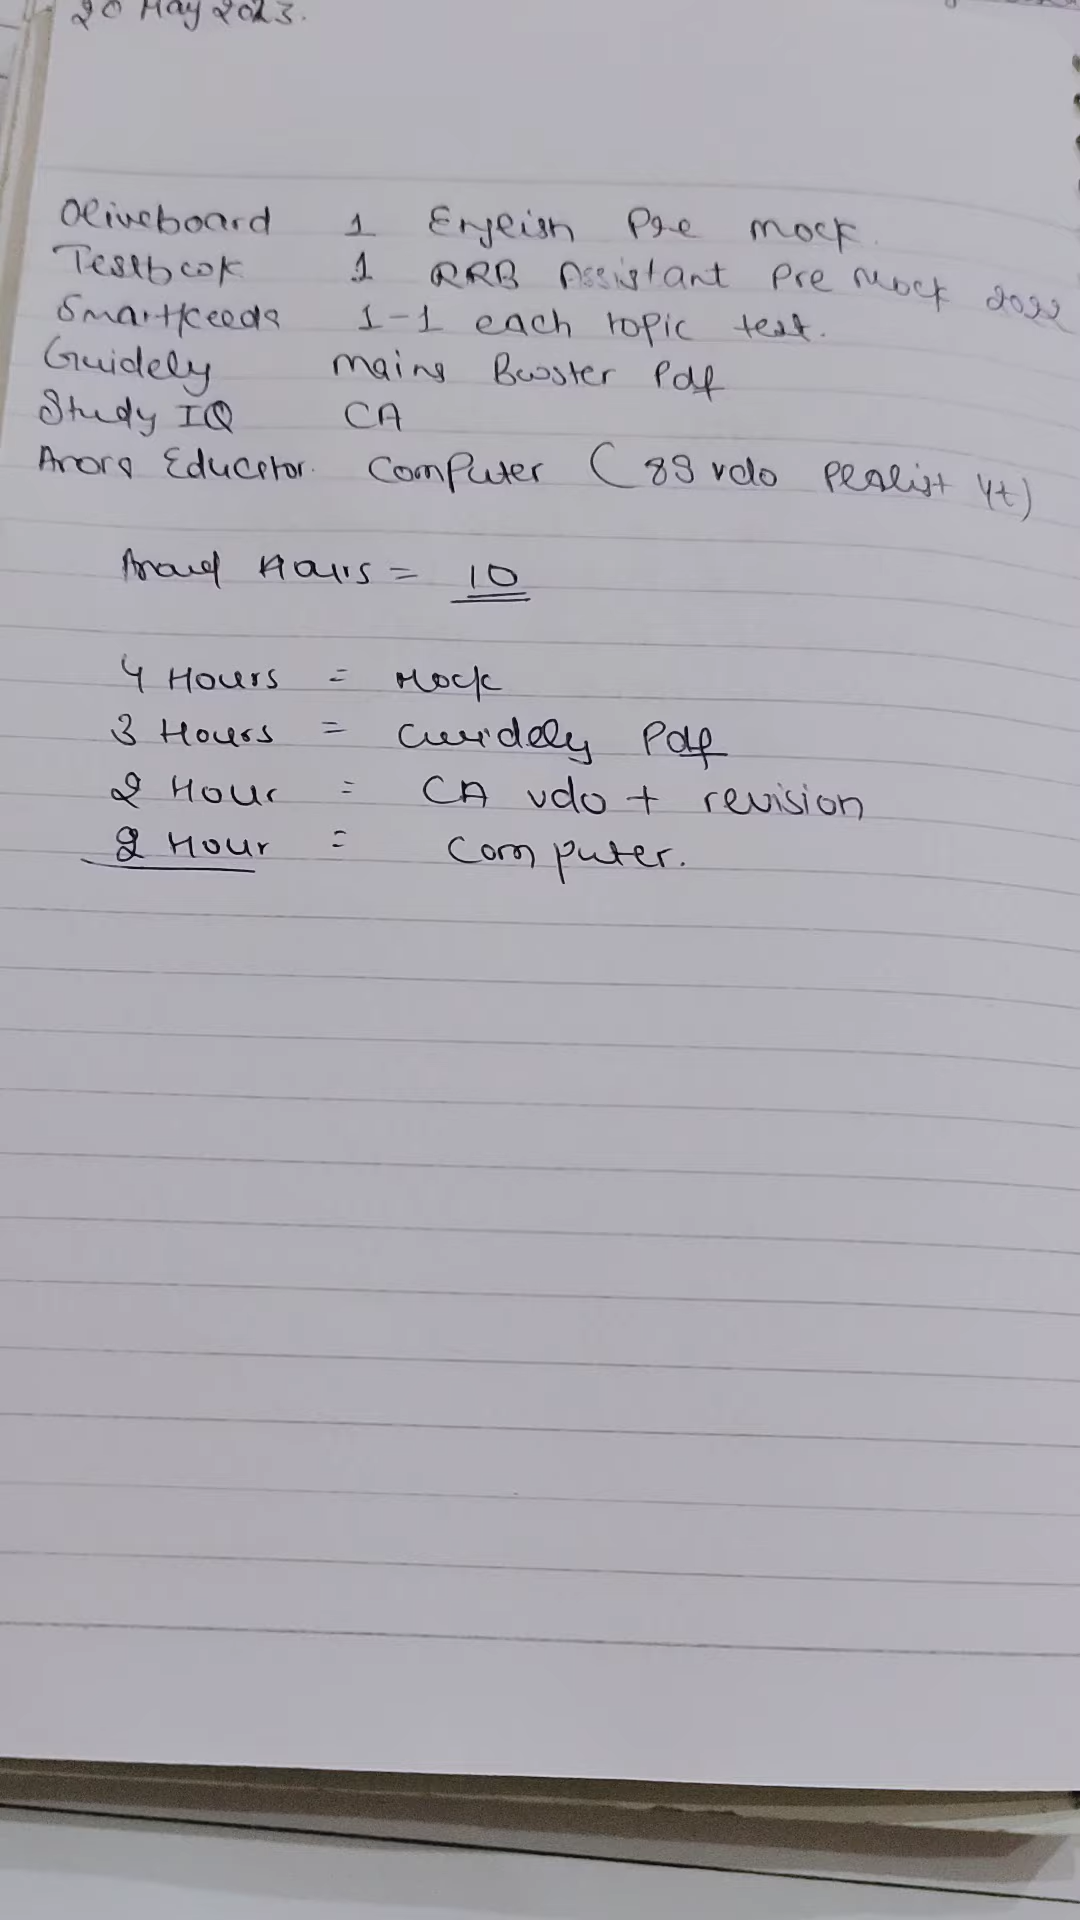 20 May 2023.
Oliveboard 1 English Pre mock.
Testbook 1 RRB Assistant Pre Mock 2022
Smartkeeda 1-1 each topic test.
Guidely mains Booster Pdf
Study IQ CA
Arora Educator. Computer (89 vdo Playlist yt)
Hours = 10
4 Hours = Mock
3 Hours = Guidely Pdf
2 Hour = CA vdo + revision
2 Hour = Computer.